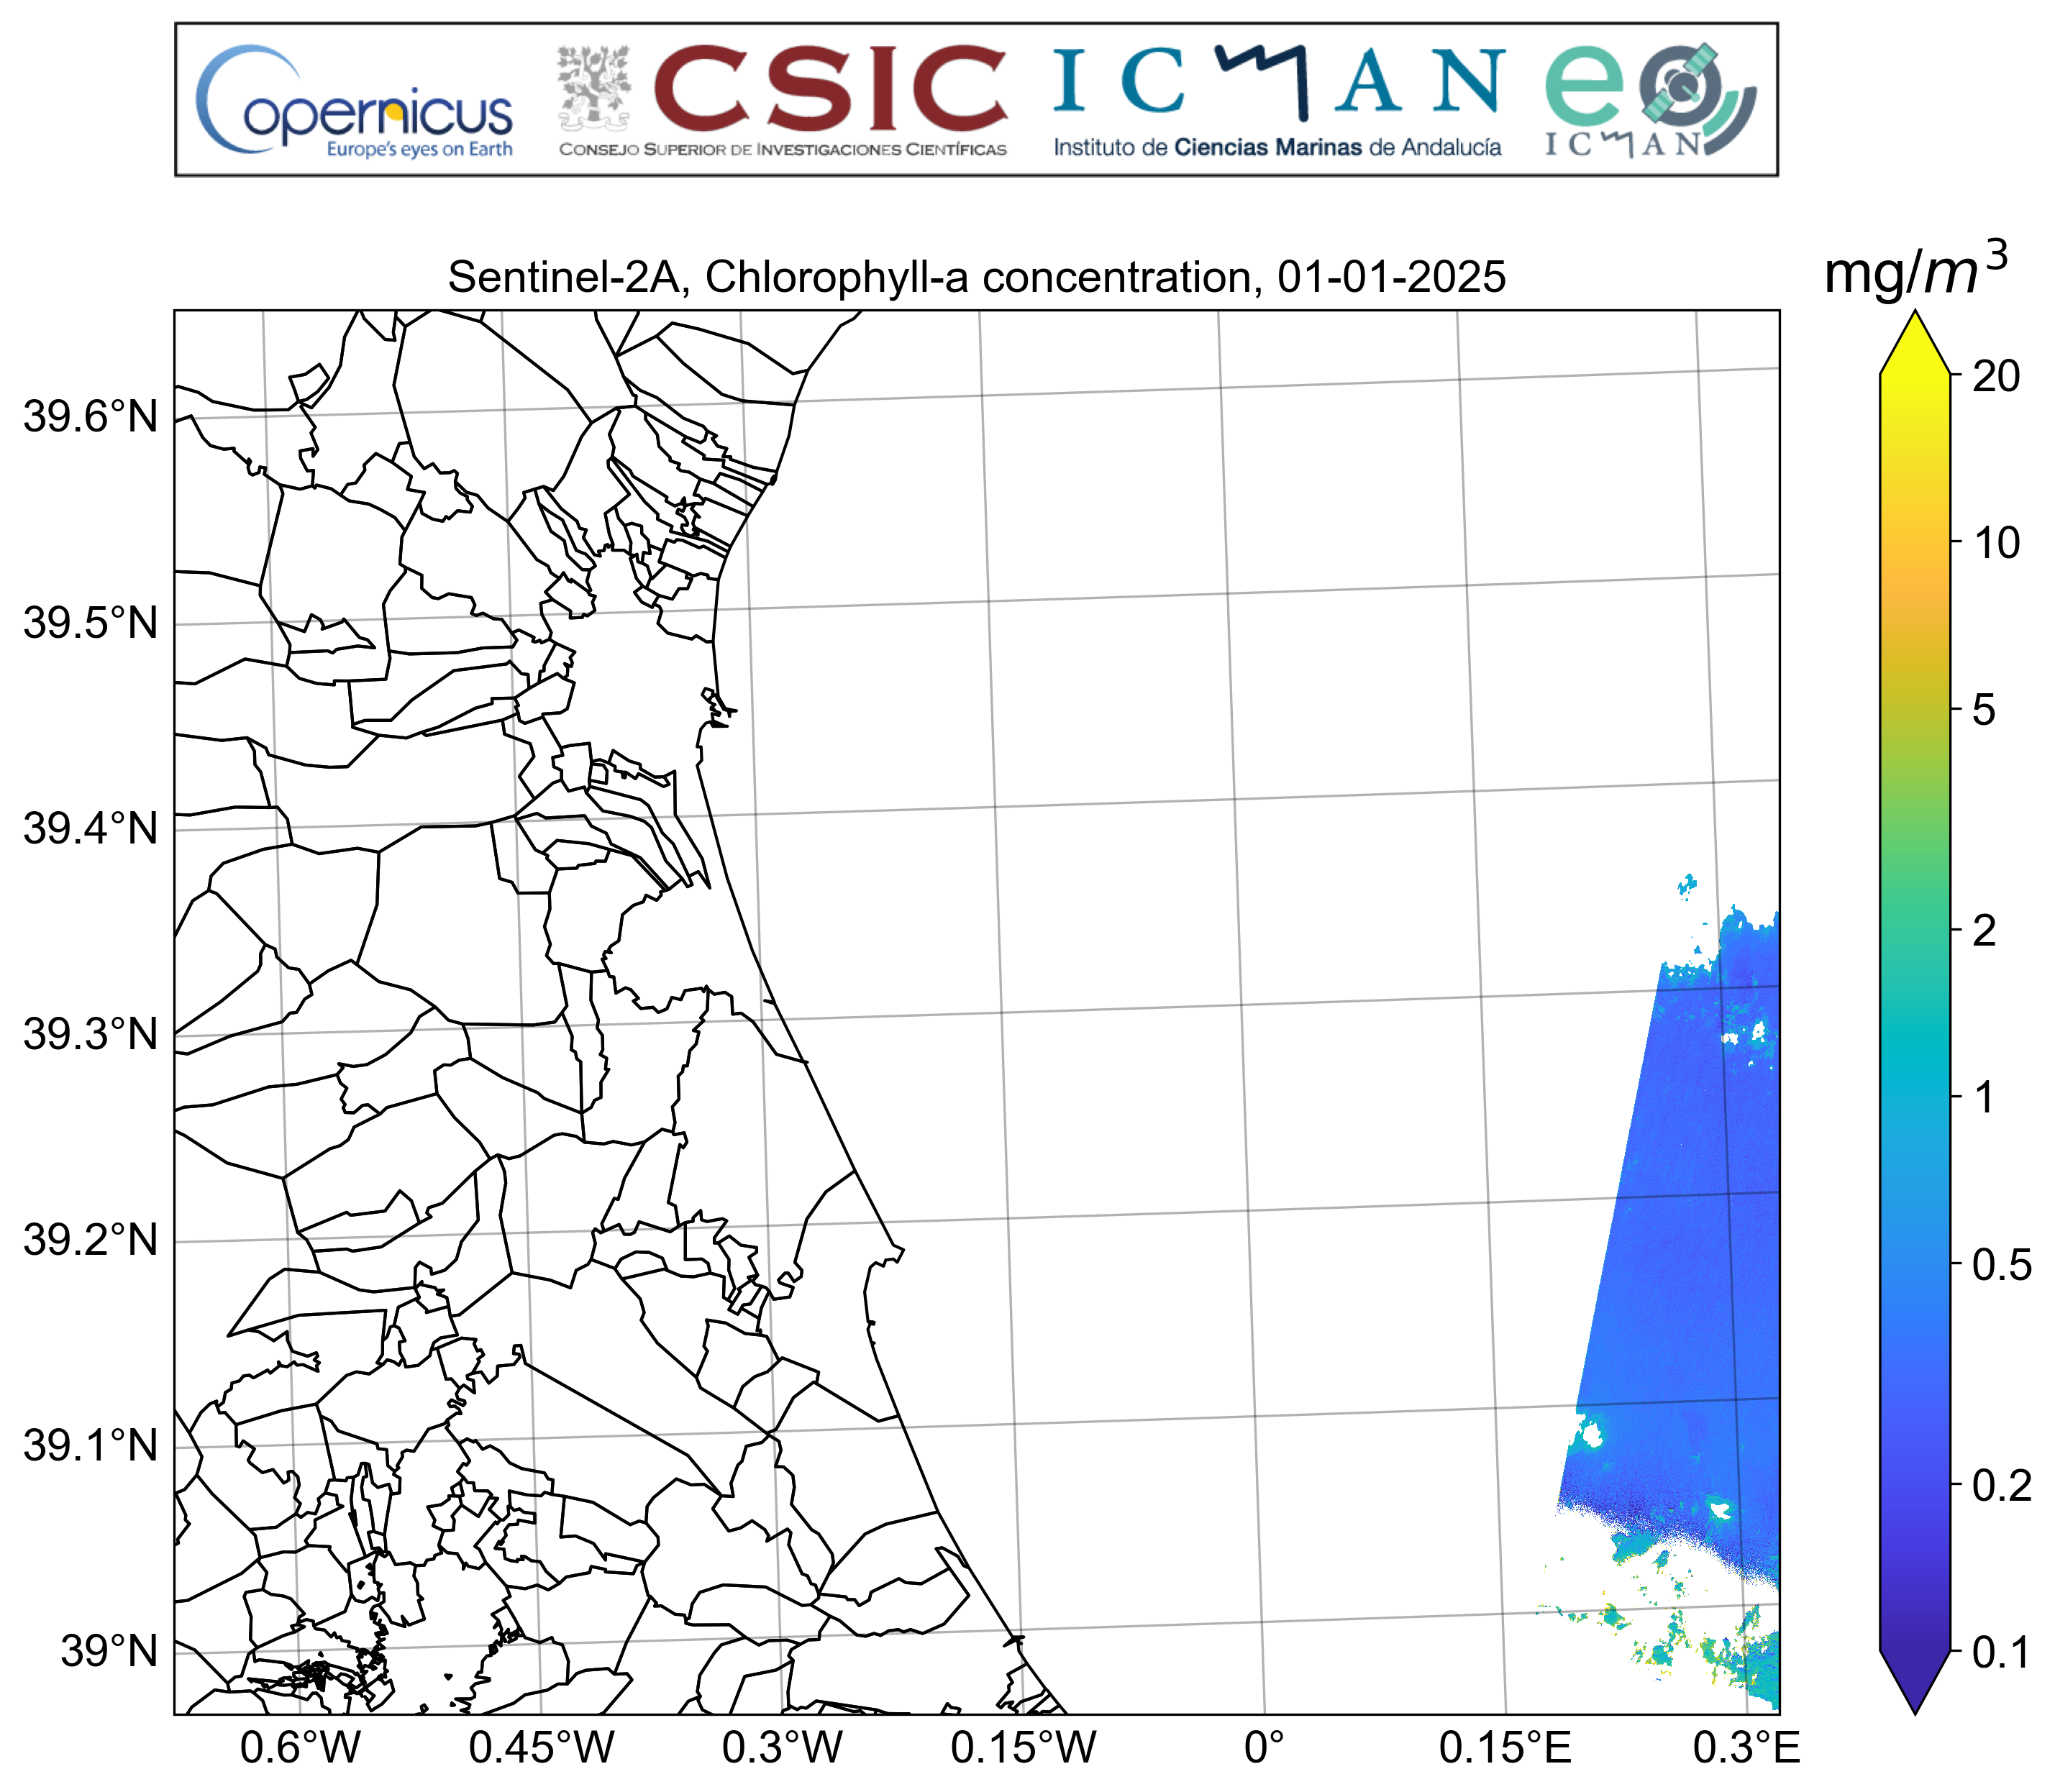 Copernicus
Europe's eyes on Earth
CSIC
CONSEJO SUPERIOR DE INVESTIGACIONES CIENTÍFICAS
ICMAN
Instituto de Ciencias Marinas de Andalucía
eo
ICMAN
Sentinel-2A, Chlorophyll-a concentration, 01-01-2025
mg/m³
39.6°N
39.5°N
39.4°N
39.3°N
39.2°N
39.1°N
39°N
0.6°W
0.45°W
0.3°W
0.15°W
0°
0.15°E
0.3°E
20
10
5
2
1
0.5
0.2
0.1